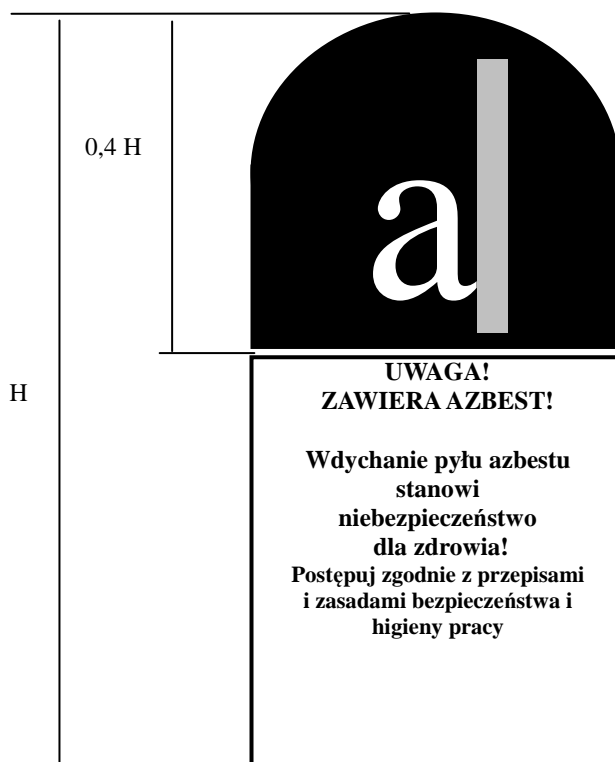 0,4 H
a
H
UWAGA!
ZAWIERA AZBEST!
Wdychanie pyłu azbestu
stanowi
niebezpieczeństwo
dla zdrowia!
Postępuj zgodnie z przepisami
i zasadami bezpieczeństwa i
higieny pracy